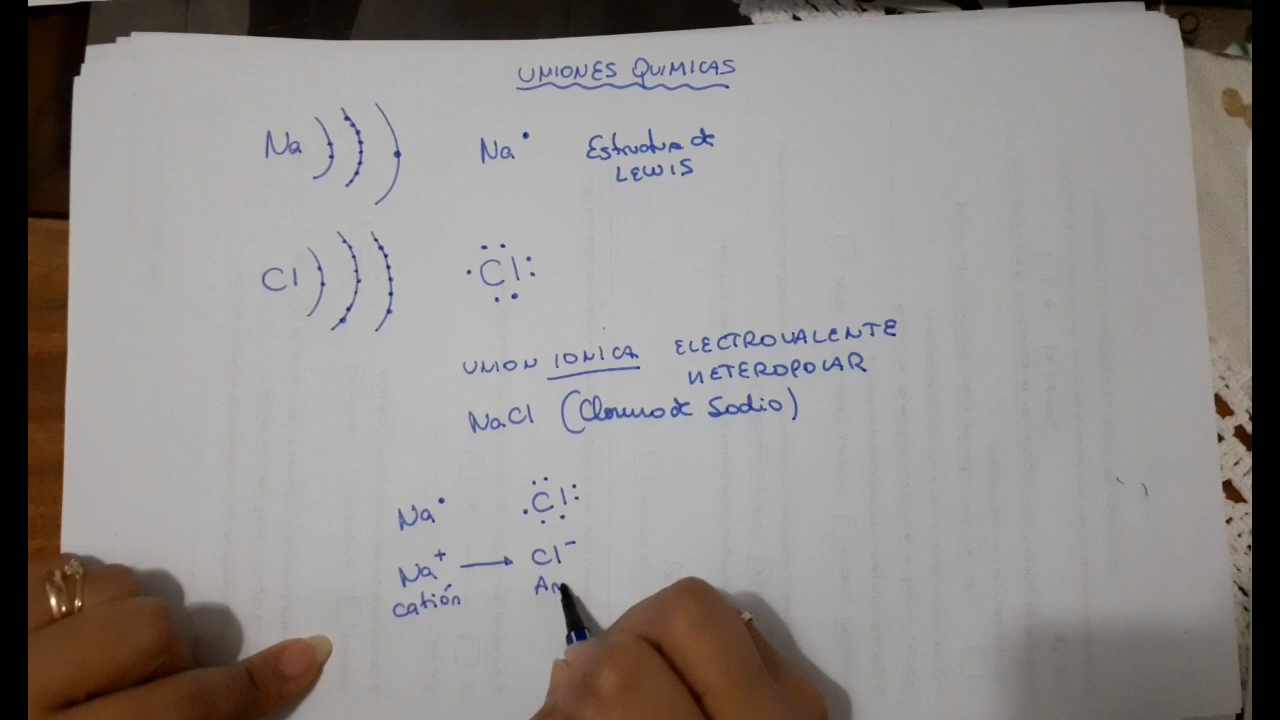 UNIONES QUIMICAS
Na Na• Estructura de
LEWIS
Cl Cl
UNION IONICA ELECTROVALENTE
HETEROPOLAR
NaCl (Cloruro de Sodio)
Na• Cl
Na⁺ → Cl⁻
catión An